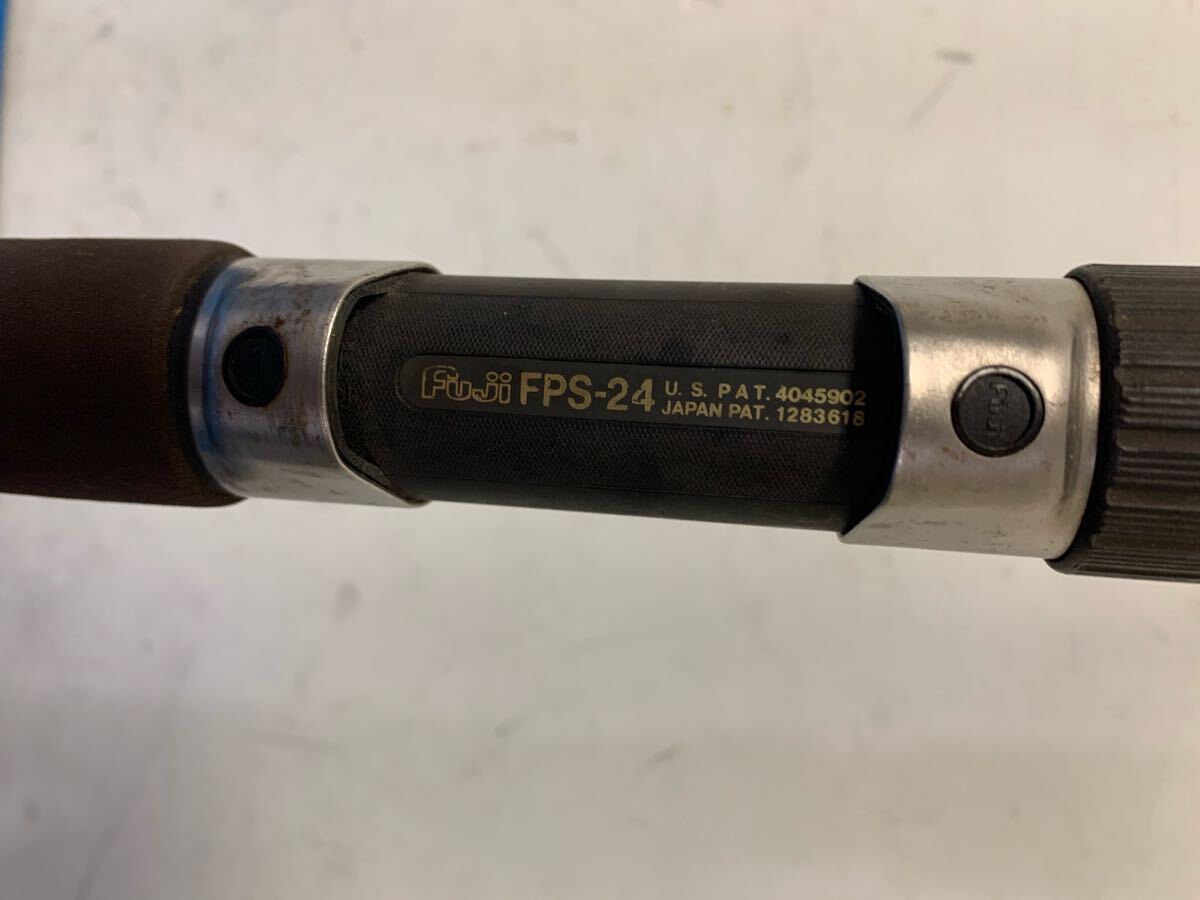 Fuji FPS-24
U.S. PAT. 4045902
JAPAN PAT. 1283618